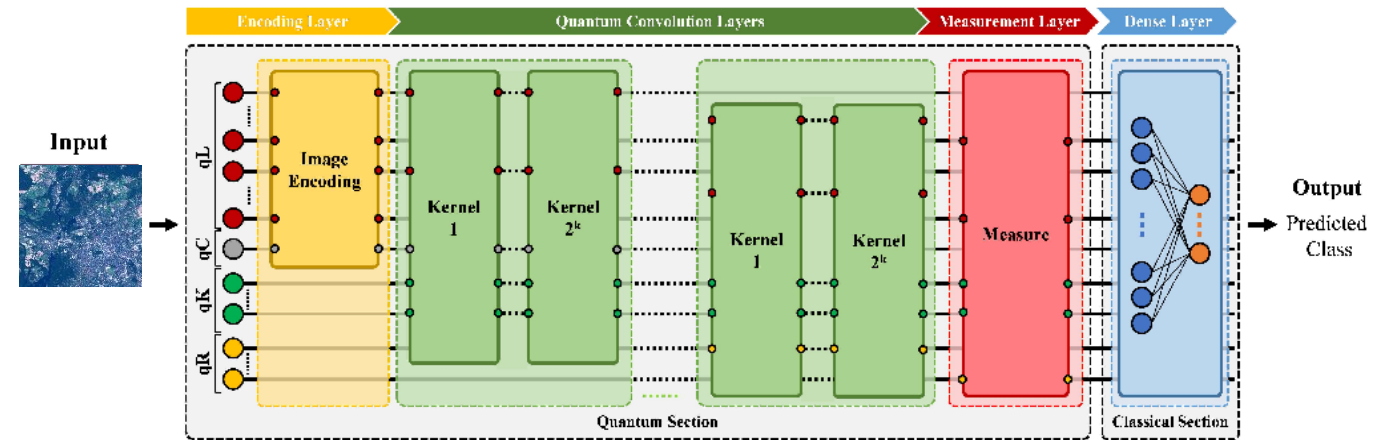 Encoding Layer
Quantum Convolution Layers
Measurement Layer
Dense Layer
Input
qL
qC
qK
qR
Image
Encoding
Kernel
1
Kernel
2ᵏ
Kernel
1
Kernel
2ᵏ
Measure
Output
Predicted
Class
Quantum Section
Classical Section